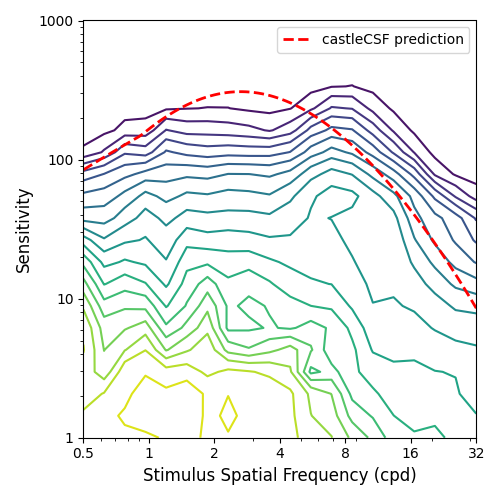 castleCSF prediction
1000
100
10
1
Sensitivity
0.5 1 2 4 8 16 32
Stimulus Spatial Frequency (cpd)